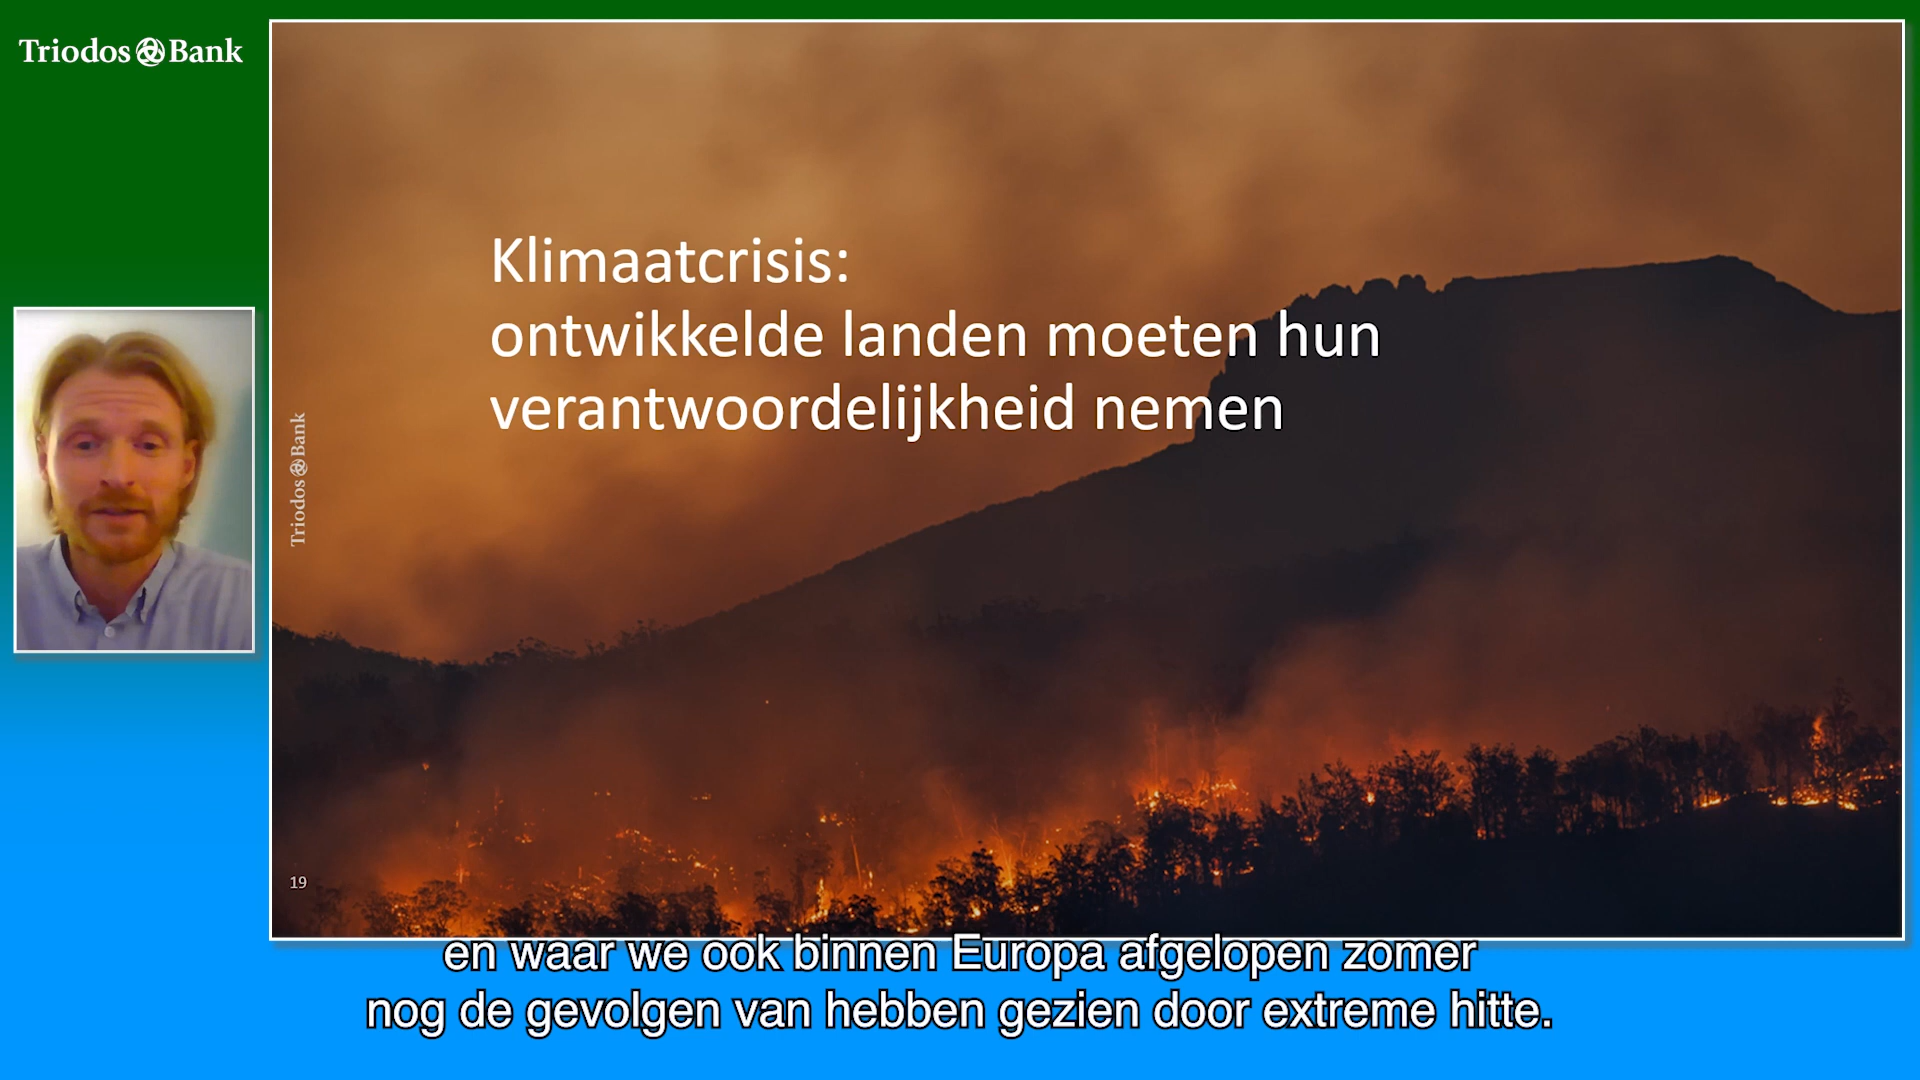 Triodos Bank
Klimaatcrisis:
ontwikkelde landen moeten hun
verantwoordelijkheid nemen
Triodos Bank
19
en waar we ook binnen Europa afgelopen zomer
nog de gevolgen van hebben gezien door extreme hitte.